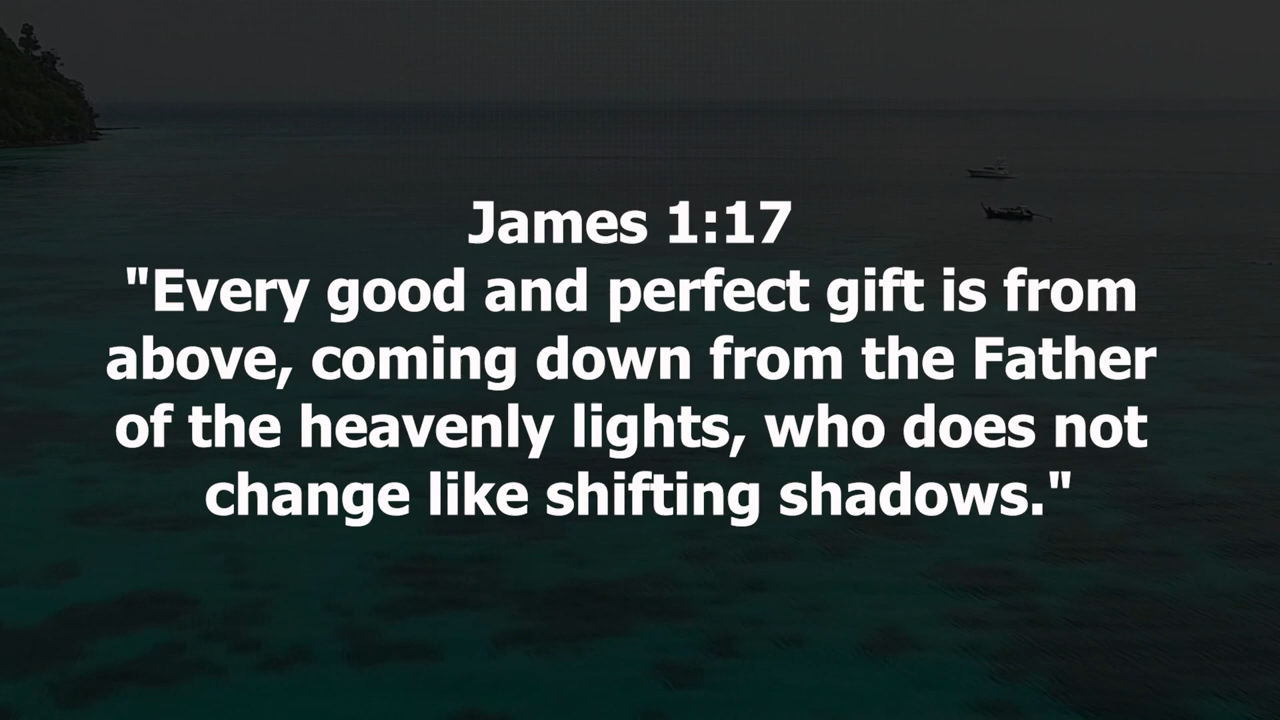 James 1:17
"Every good and perfect gift is from
above, coming down from the Father
of the heavenly lights, who does not
change like shifting shadows."